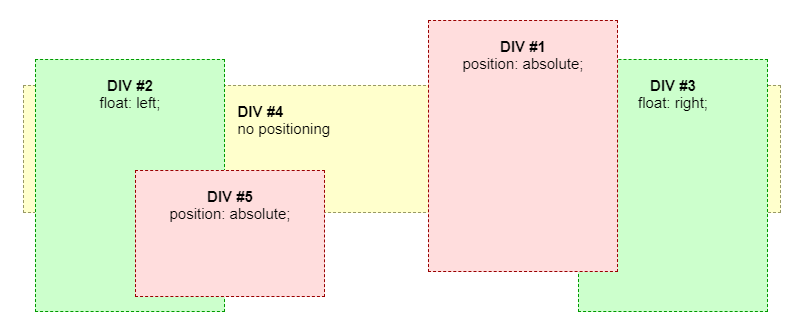 DIV #1
position: absolute;
DIV #2
float: left;
DIV #3
float: right;
DIV #4
no positioning
DIV #5
position: absolute;